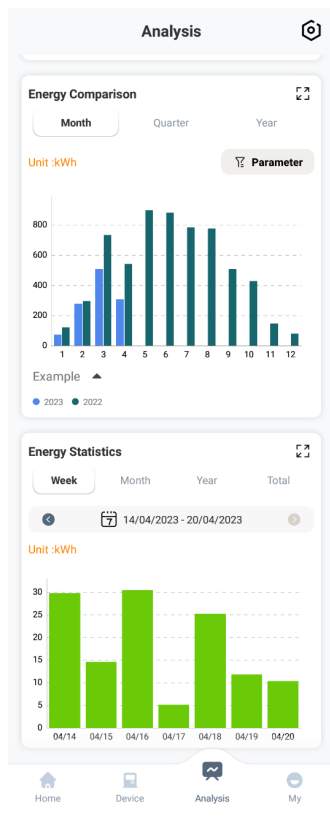 Analysis
Energy Comparison
Month Quarter Year
Unit :kWh Parameter
800
600
400
200
0
1 2 3 4 5 6 7 8 9 10 11 12
Example
2023 2022
Energy Statistics
Week Month Year Total
7 14/04/2023 - 20/04/2023
Unit :kWh
30
25
20
15
10
5
0
04/14 04/15 04/16 04/17 04/18 04/19 04/20
Home Device Analysis My